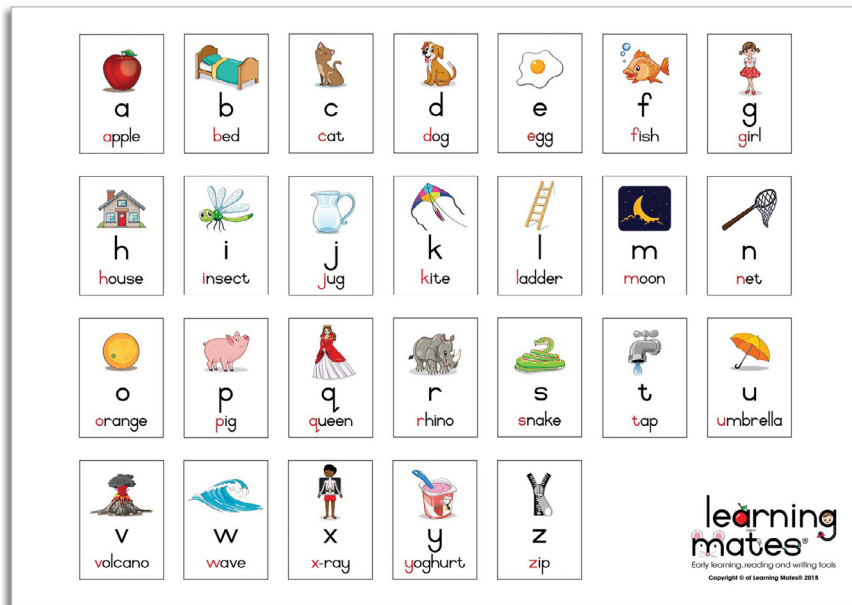 a b c d e f g
apple bed cat dog egg fish girl
h i j k l m n
house insect jug kite ladder moon net
o p q r s t u
orange pig queen rhino snake tap umbrella
v w x y z
volcano wave x-ray yoghurt zip
learning
mates®
Early learning, reading and writing tools
Copyright © of Learning Mates® 2015